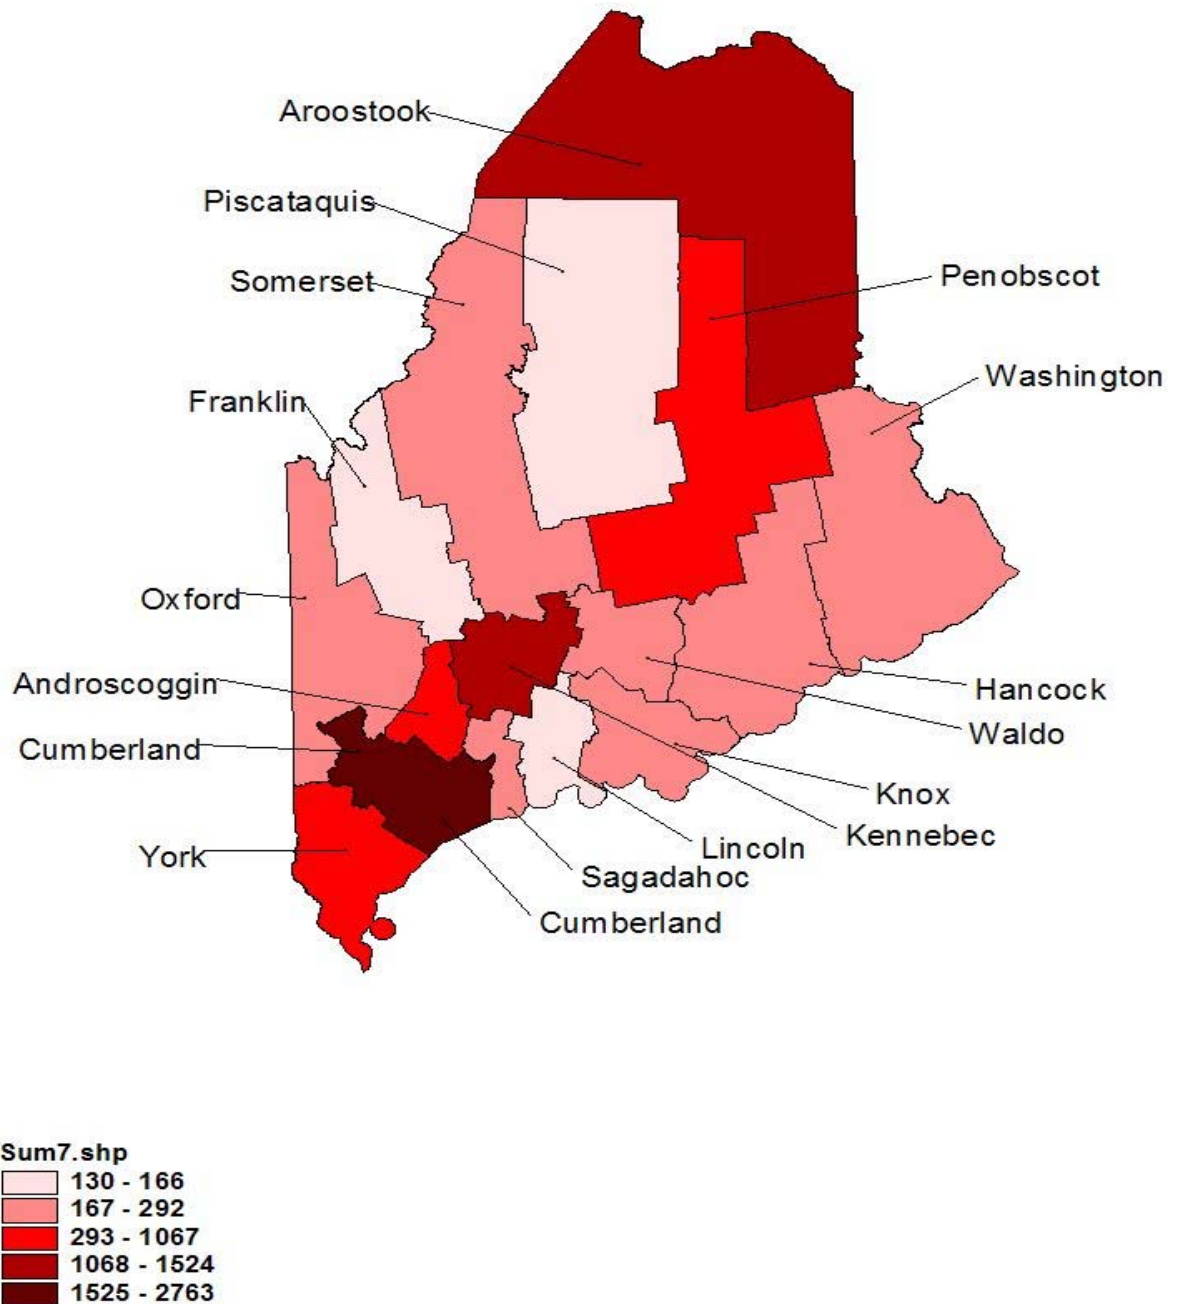 Aroostook
Piscataquis
Somerset
Penobscot
Washington
Franklin
Oxford
Androscoggin
Hancock
Waldo
Cumberland
Knox
Kennebec
Lincoln
York
Sagadahoc
Cumberland
Sum7.shp
130 - 166
167 - 292
293 - 1067
1068 - 1524
1525 - 2763